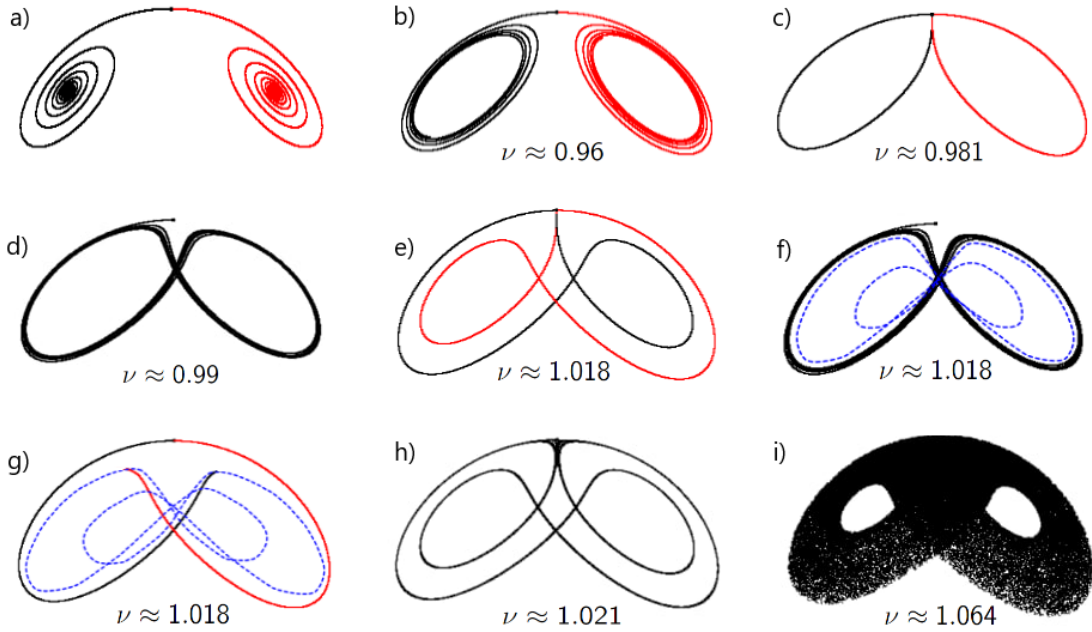 a)
b)
ν ≈ 0.96
c)
ν ≈ 0.981
d)
ν ≈ 0.99
e)
ν ≈ 1.018
f)
ν ≈ 1.018
g)
ν ≈ 1.018
h)
ν ≈ 1.021
i)
ν ≈ 1.064